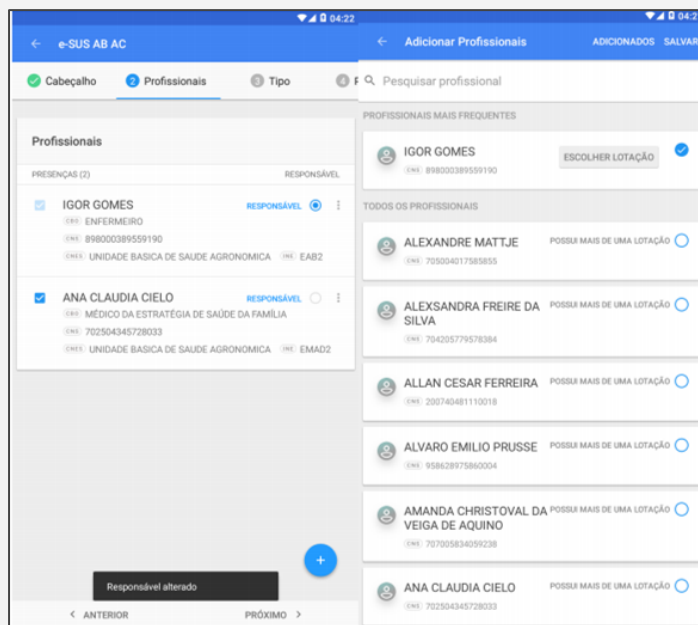 04:22
e-SUS AB AC
Cabeçalho
2 Profissionais
3 Tipo
4
Profissionais
PRESENÇAS (2) RESPONSÁVEL
IGOR GOMES RESPONSÁVEL
CBO ENFERMEIRO
CNS 898000389559190
CNES UNIDADE BASICA DE SAUDE AGRONOMICA INE EAB2
ANA CLAUDIA CIELO RESPONSÁVEL
CBO MÉDICO DA ESTRATÉGIA DE SAÚDE DA FAMÍLIA
CNS 702504345728033
CNES UNIDADE BASICA DE SAUDE AGRONOMICA INE EMAD2
+
Responsável alterado
< ANTERIOR PRÓXIMO >
04:2
Adicionar Profissionais ADICIONADOS SALVAR
Pesquisar profissional
PROFISSIONAIS MAIS FREQUENTES
IGOR GOMES ESCOLHER LOTAÇÃO
CNS 898000389559190
TODOS OS PROFISSIONAIS
ALEXANDRE MATTJE POSSUI MAIS DE UMA LOTAÇÃO
CNS 705004017585855
ALEXSANDRA FREIRE DA POSSUI MAIS DE UMA LOTAÇÃO
SILVA
CNS 704205779578384
ALLAN CESAR FERREIRA POSSUI MAIS DE UMA LOTAÇÃO
CNS 200740481110018
ALVARO EMILIO PRUSSE POSSUI MAIS DE UMA LOTAÇÃO
CNS 958628975860004
AMANDA CHRISTOVAL DA POSSUI MAIS DE UMA LOTAÇÃO
VEIGA DE AQUINO
CNS 707005834059238
ANA CLAUDIA CIELO POSSUI MAIS DE UMA LOTAÇÃO
CNS 702504345728033